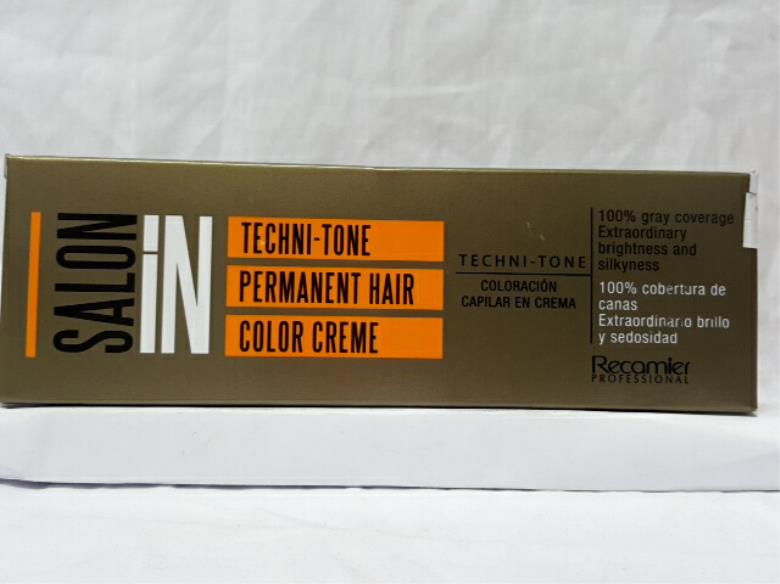 SALON
iN
TECHNI-TONE
PERMANENT HAIR
COLOR CREME
TECHNI-TONE
COLORACIÓN
CAPILAR EN CREMA
100% gray coverage
Extraordinary
brightness and
silkyness
100% cobertura de
canas
Extraordinario brillo
y sedosidad
Recamier
PROFESSIONAL